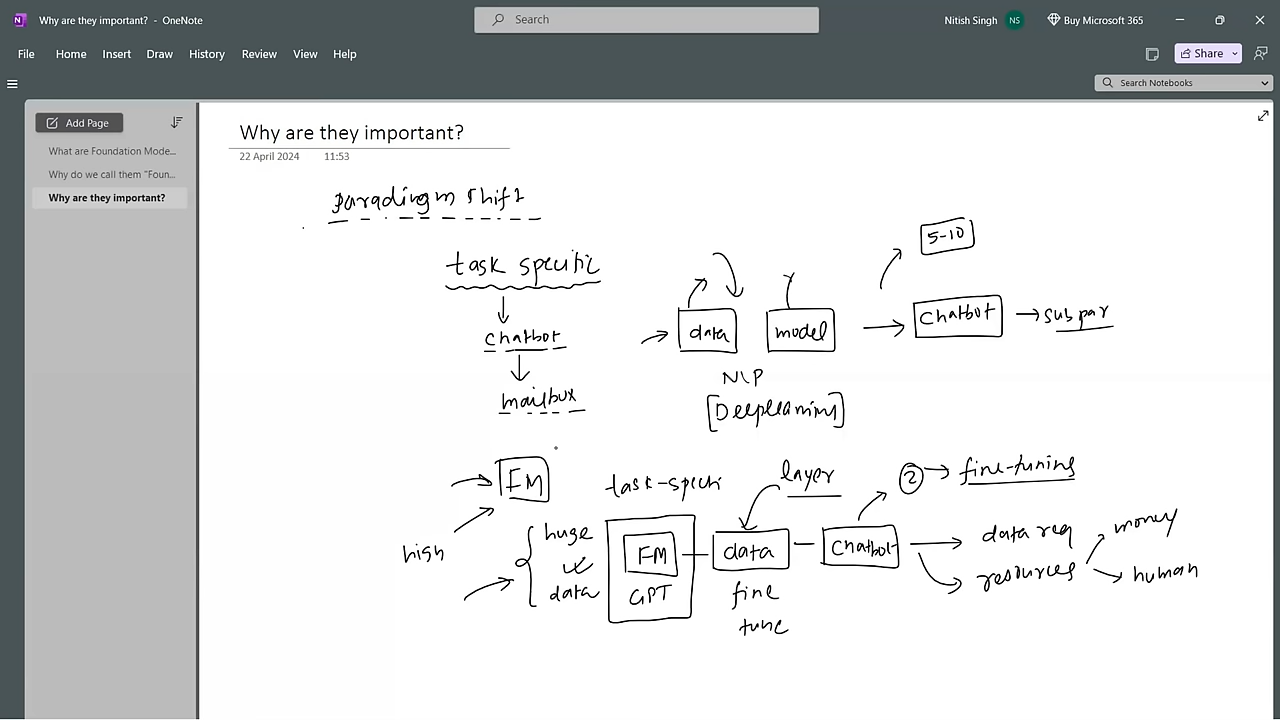 Why are they important? - OneNote
Search
Nitish Singh NS
Buy Microsoft 365
File Home Insert Draw History Review View Help
Share
Search Notebooks
Add Page
What are Foundation Mode...
Why do we call them "Foun...
Why are they important?
Why are they important?
22 April 2024 11:53
Paradigm shift
task specific
chatbot
mailbox
data
model
NLP
[Deeplearning]
5-10
Chatbot
subpar
FM
high
huge
data
task-speci
FM
GPT
layer
data
fine
tune
chatbot
2
fine-tuning
data req
resources
money
human